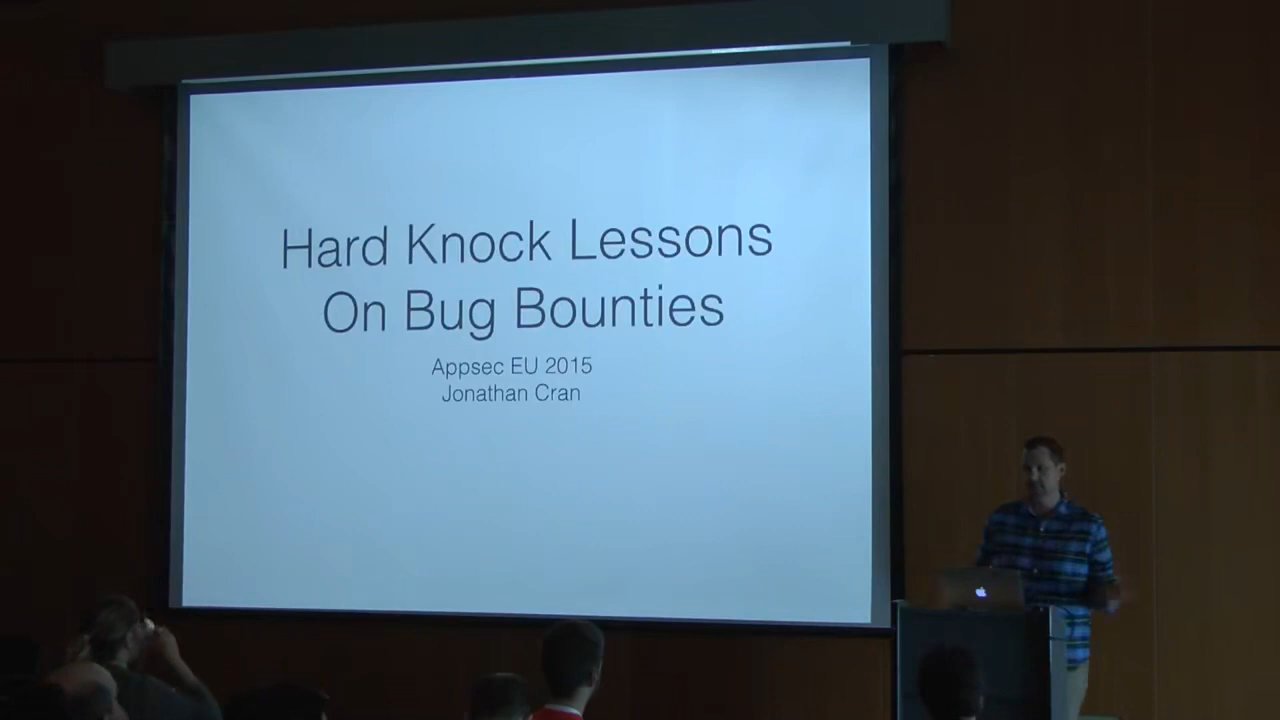 Hard Knock Lessons
On Bug Bounties
Appsec EU 2015
Jonathan Cran